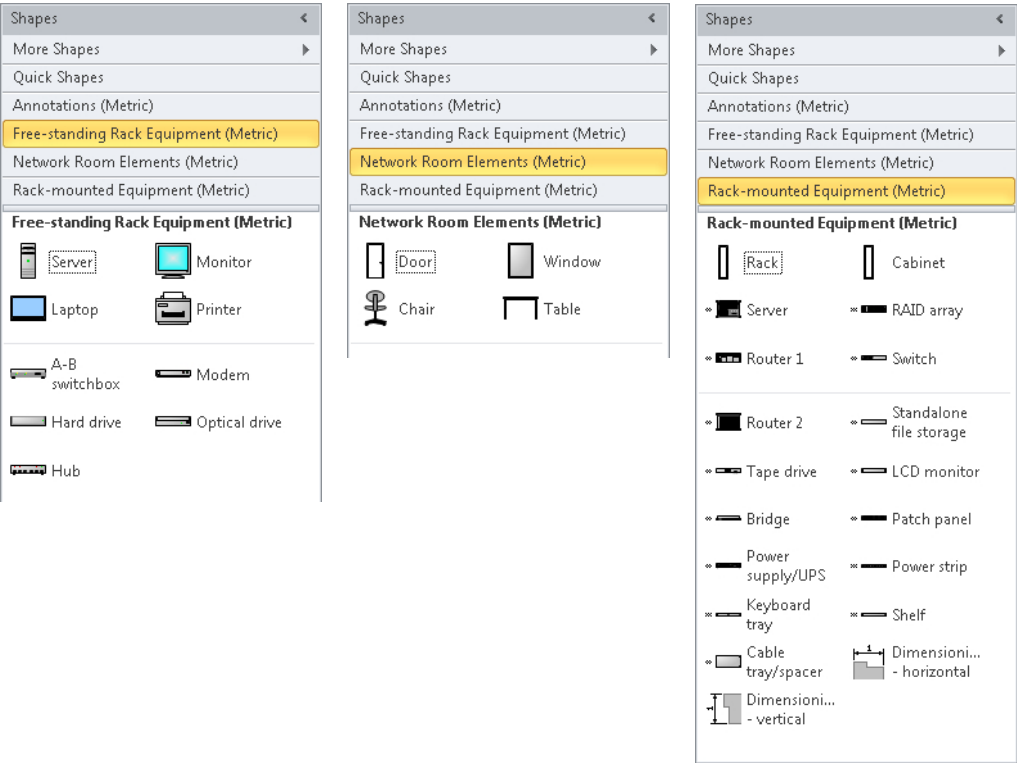 Shapes
More Shapes
Quick Shapes
Annotations (Metric)
Free-standing Rack Equipment (Metric)
Network Room Elements (Metric)
Rack-mounted Equipment (Metric)
Free-standing Rack Equipment (Metric)
Server
Monitor
Laptop
Printer
A-B
switchbox
Modem
Hard drive
Optical drive
Hub
Shapes
More Shapes
Quick Shapes
Annotations (Metric)
Free-standing Rack Equipment (Metric)
Network Room Elements (Metric)
Rack-mounted Equipment (Metric)
Network Room Elements (Metric)
Door
Window
Chair
Table
Shapes
More Shapes
Quick Shapes
Annotations (Metric)
Free-standing Rack Equipment (Metric)
Network Room Elements (Metric)
Rack-mounted Equipment (Metric)
Rack-mounted Equipment (Metric)
Rack
Cabinet
Server
RAID array
Router 1
Switch
Router 2
Standalone
file storage
Tape drive
LCD monitor
Bridge
Patch panel
Power
supply/UPS
Power strip
Keyboard
tray
Shelf
Cable
tray/spacer
1
Dimensioni...
- horizontal
1
Dimensioni...
- vertical